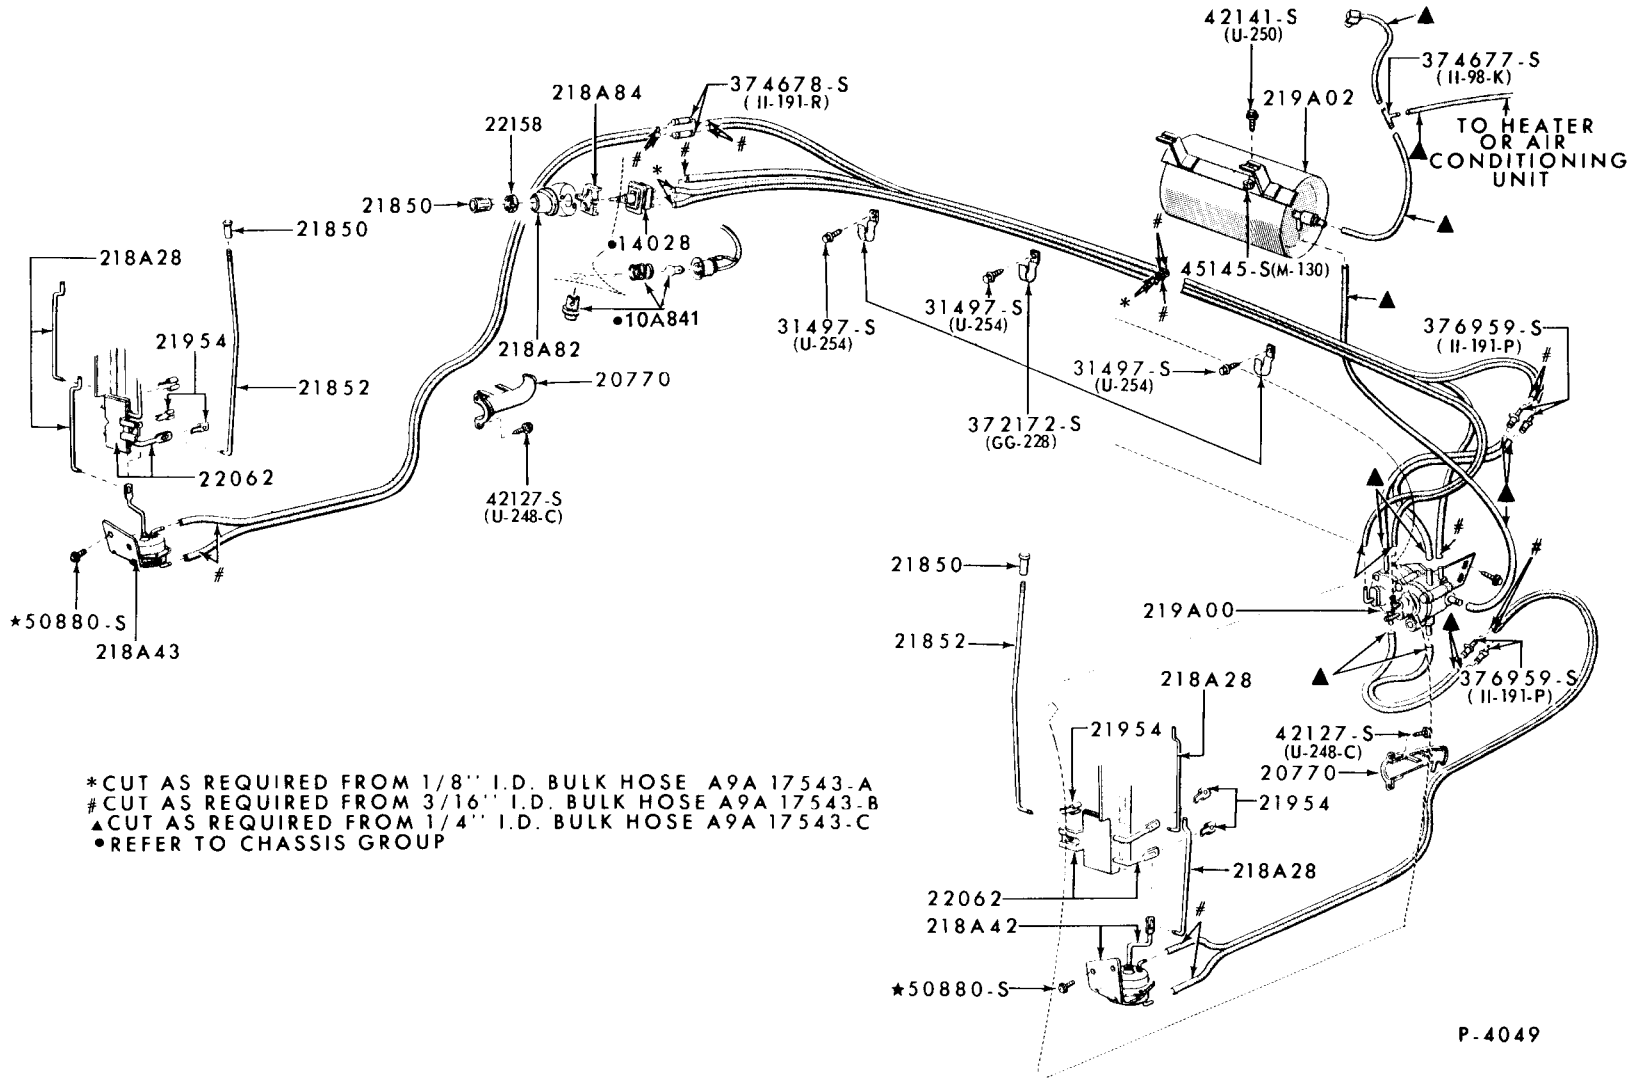 42141-S
(U-250)
▲
374677-S
(II-98-K)
219A02
TO HEATER
OR AIR
CONDITIONING
UNIT
▲
▲
374678-S
(II-191-R)
218A84
22158
#
#
#
*
21850
21850
●14028
218A28
●10A841
218A82
21954
21852
20770
22062
42127-S
(U-248-C)
#
★50880-S
218A43
31497-S
(U-254)
31497-S
(U-254)
372172-S
(GG-228)
31497-S
(U-254)
#
*
#
45145-S(M-130)
▲
376959-S
(II-191-P)
#
▲
▲
#
#
21850
219A00
21852
▲
▲
376959-S
(II-191-P)
218A28
21954
42127-S
(U-248-C)
20770
21954
218A28
22062
#
218A42
★50880-S
*CUT AS REQUIRED FROM 1/8'' I.D. BULK HOSE A9A 17543-A
#CUT AS REQUIRED FROM 3/16'' I.D. BULK HOSE A9A 17543-B
▲CUT AS REQUIRED FROM 1/4'' I.D. BULK HOSE A9A 17543-C
●REFER TO CHASSIS GROUP
P-4049